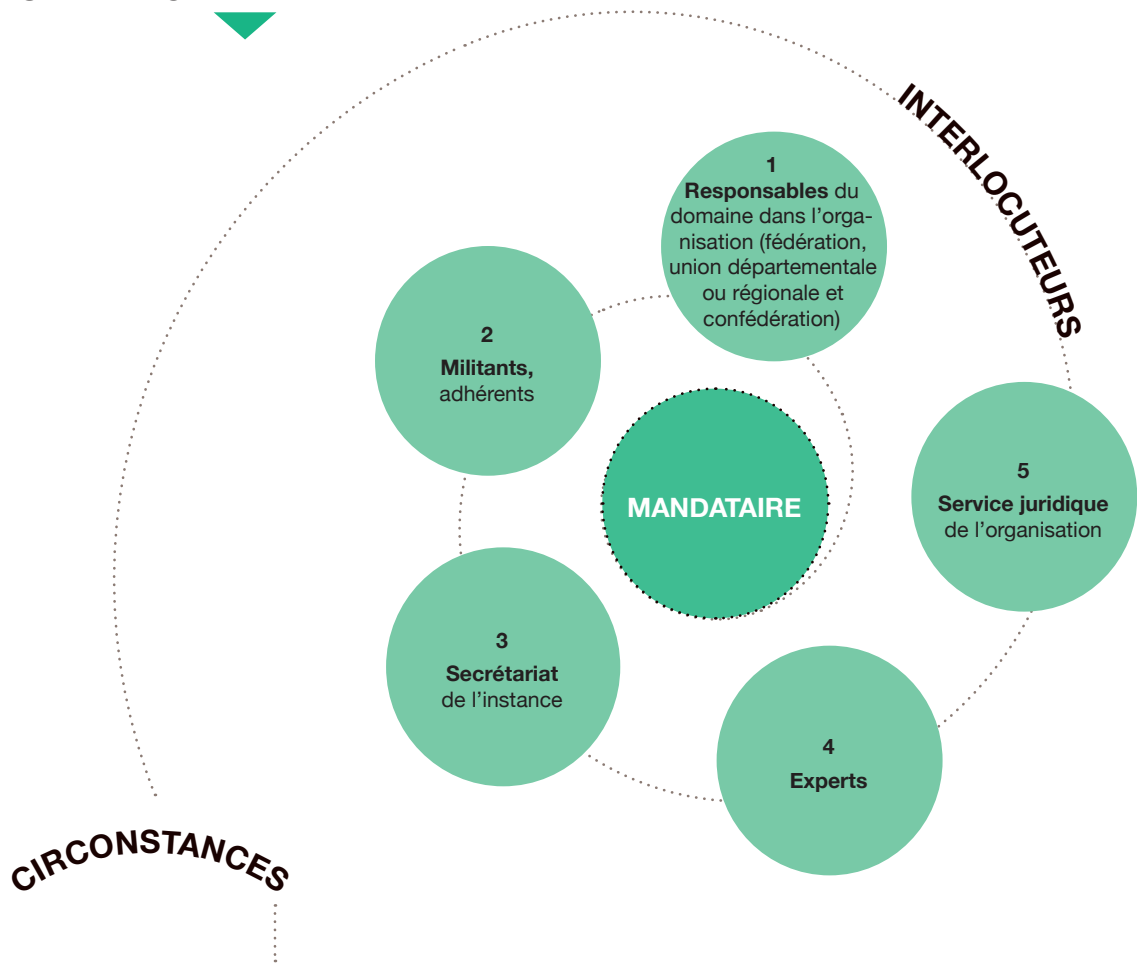 INTERLOCUTEURS
1
Responsables du
domaine dans l'orga-
nisation (fédération,
union départementale
ou régionale et
confédération)
2
Militants,
adhérents
MANDATAIRE
5
Service juridique
de l'organisation
3
Secrétariat
de l'instance
4
Experts
CIRCONSTANCES